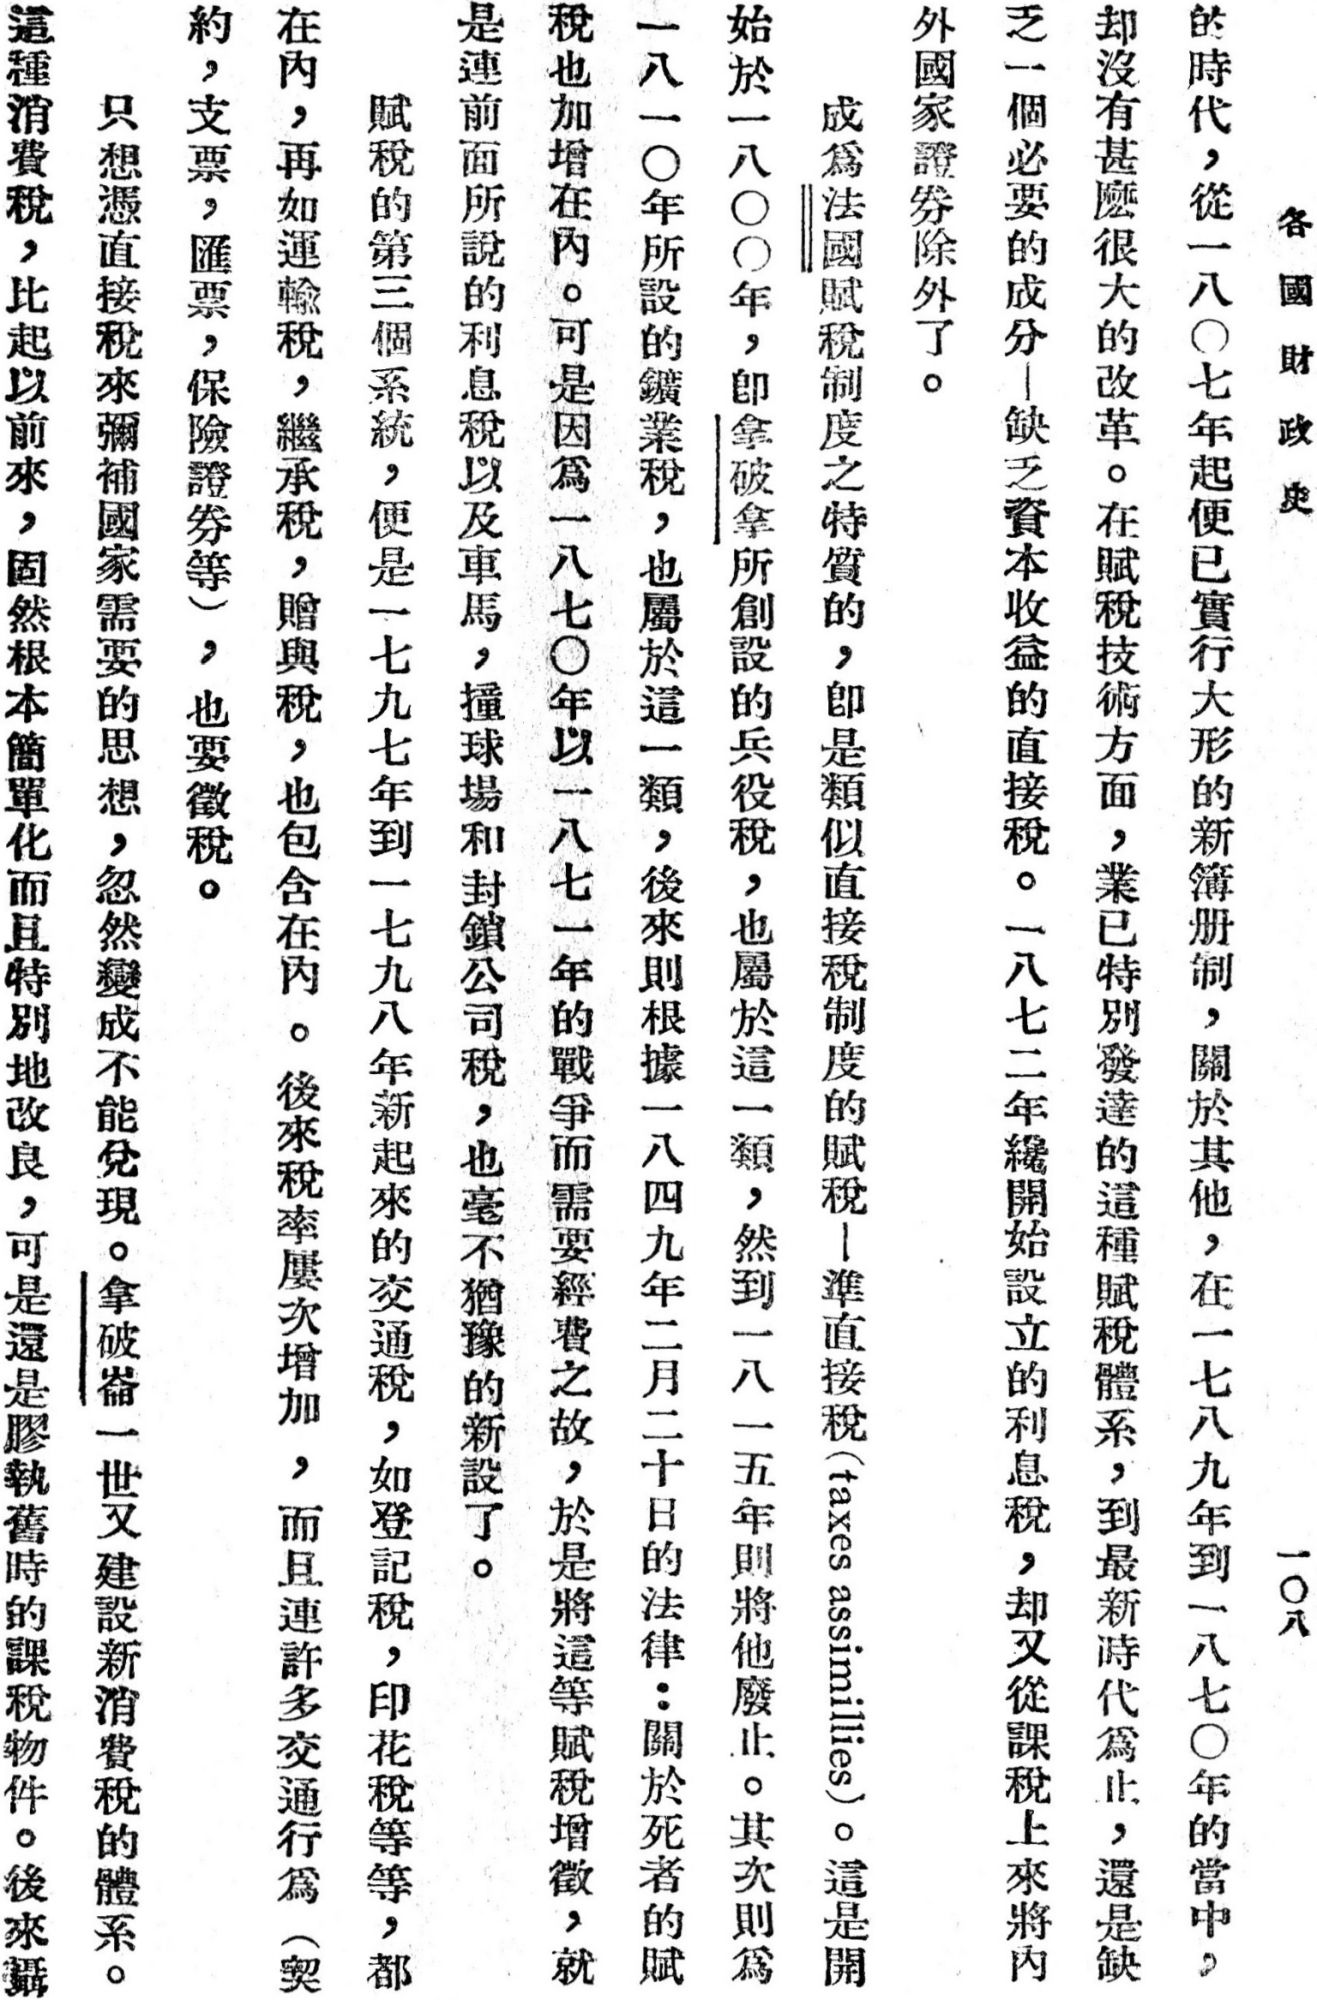 各國財政史
一〇八
的時代，從一八〇七年起便已實行大形的新簿册制，關於其他，在一七八九年到一八七〇年的當中，
却沒有甚麽很大的改革。在賦稅技術方面，業已特別發達的這種賦稅體系，到最新時代爲止，還是缺
乏一個必要的成分—缺乏資本收益的直接稅。一八七二年纔開始設立的利息稅，却又從課稅上來將內
外國家證券除外了。
成爲法國賦稅制度之特質的，卽是類似直接稅制度的賦稅—準直接稅（taxes assimilíes）。這是開
始於一八〇〇年，卽拿破拿所創設的兵役稅，也屬於這一類，然到一八一五年則將他廢止。其次則爲
一八一〇年所設的鑛業稅，也屬於這一類，後來則根據一八四九年二月二十日的法律：關於死者的賦
稅也加增在內。可是因爲一八七〇年以一八七一年的戰爭而需要經費之故，於是將這等賦稅增徵，就
是連前面所說的利息稅以及車馬，撞球場和封鎖公司稅，也毫不猶豫的新設了。
賦稅的第三個系統，便是一七九七年到一七九八年新起來的交通稅，如登記稅，印花稅等等，都
在內，再如運輸稅，繼承稅，贈與稅，也包含在內。後來稅率屢次增加，而且連許多交通行爲（契
約，支票，匯票，保險證券等），也要徵稅。
只想憑直接稅來彌補國家需要的思想，忽然變成不能兌現。拿破崙一世又建設新消費稅的體系。
這種消費稅，比起以前來，固然根本簡單化而且特別地改良，可是還是膠執舊時的課稅物件。後來攝